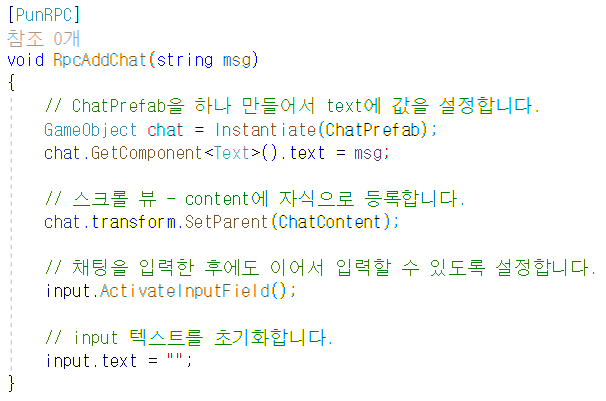 [PunRPC]
참조 0개
void RpcAddChat(string msg)
{
// ChatPrefab을 하나 만들어서 text에 값을 설정합니다.
GameObject chat = Instantiate(ChatPrefab);
chat.GetComponent<Text>().text = msg;
// 스크롤 뷰 - content에 자식으로 등록합니다.
chat.transform.SetParent(ChatContent);
// 채팅을 입력한 후에도 이어서 입력할 수 있도록 설정합니다.
input.ActivateInputField();
// input 텍스트를 초기화합니다.
input.text = "";
}